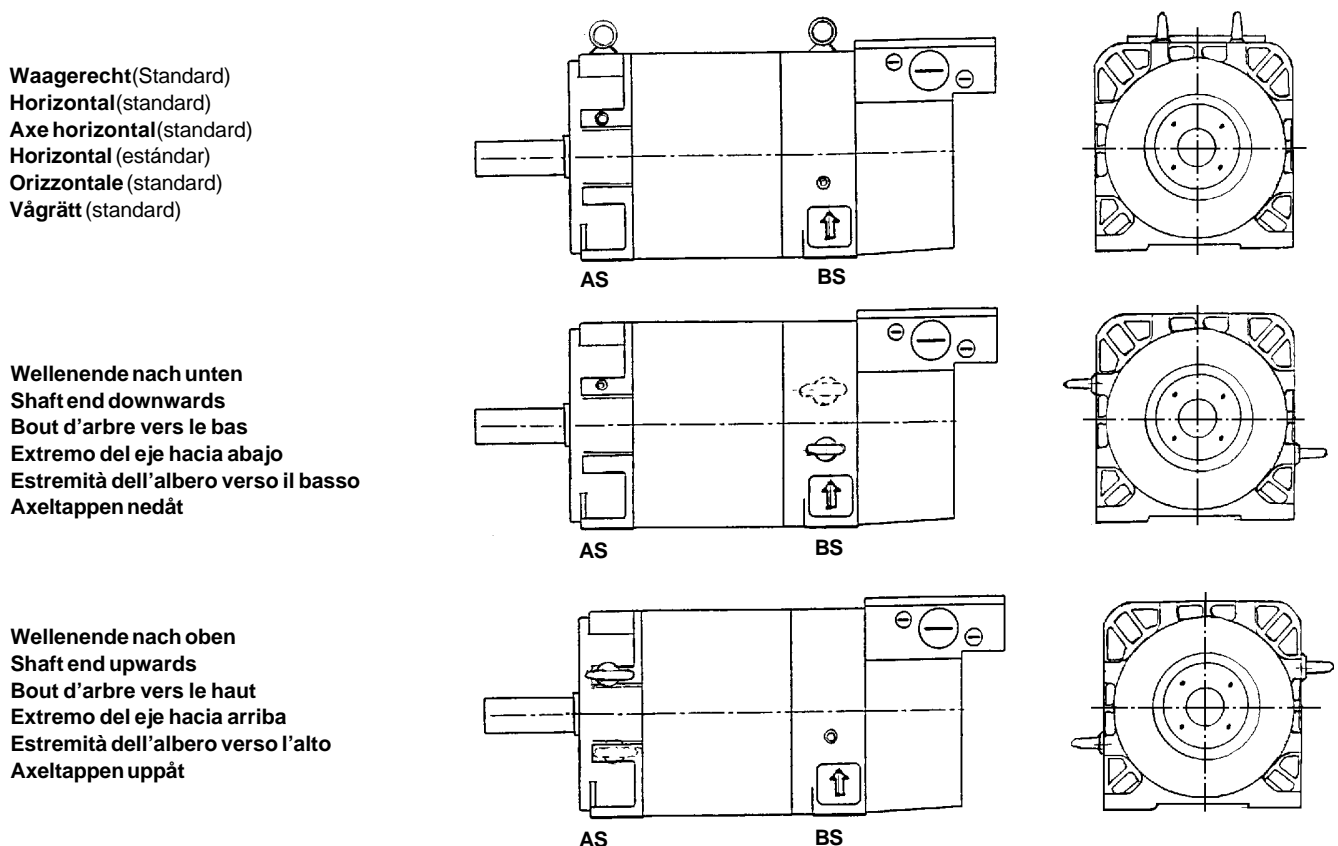 Waagerecht (Standard)
Horizontal (standard)
Axe horizontal (standard)
Horizontal (estándar)
Orizzontale (standard)
Vågrätt (standard)
AS BS
Wellenende nach unten
Shaft end downwards
Bout d'arbre vers le bas
Extremo del eje hacia abajo
Estremità dell'albero verso il basso
Axeltappen nedåt
AS BS
Wellenende nach oben
Shaft end upwards
Bout d'arbre vers le haut
Extremo del eje hacia arriba
Estremità dell'albero verso l'alto
Axeltappen uppåt
AS BS